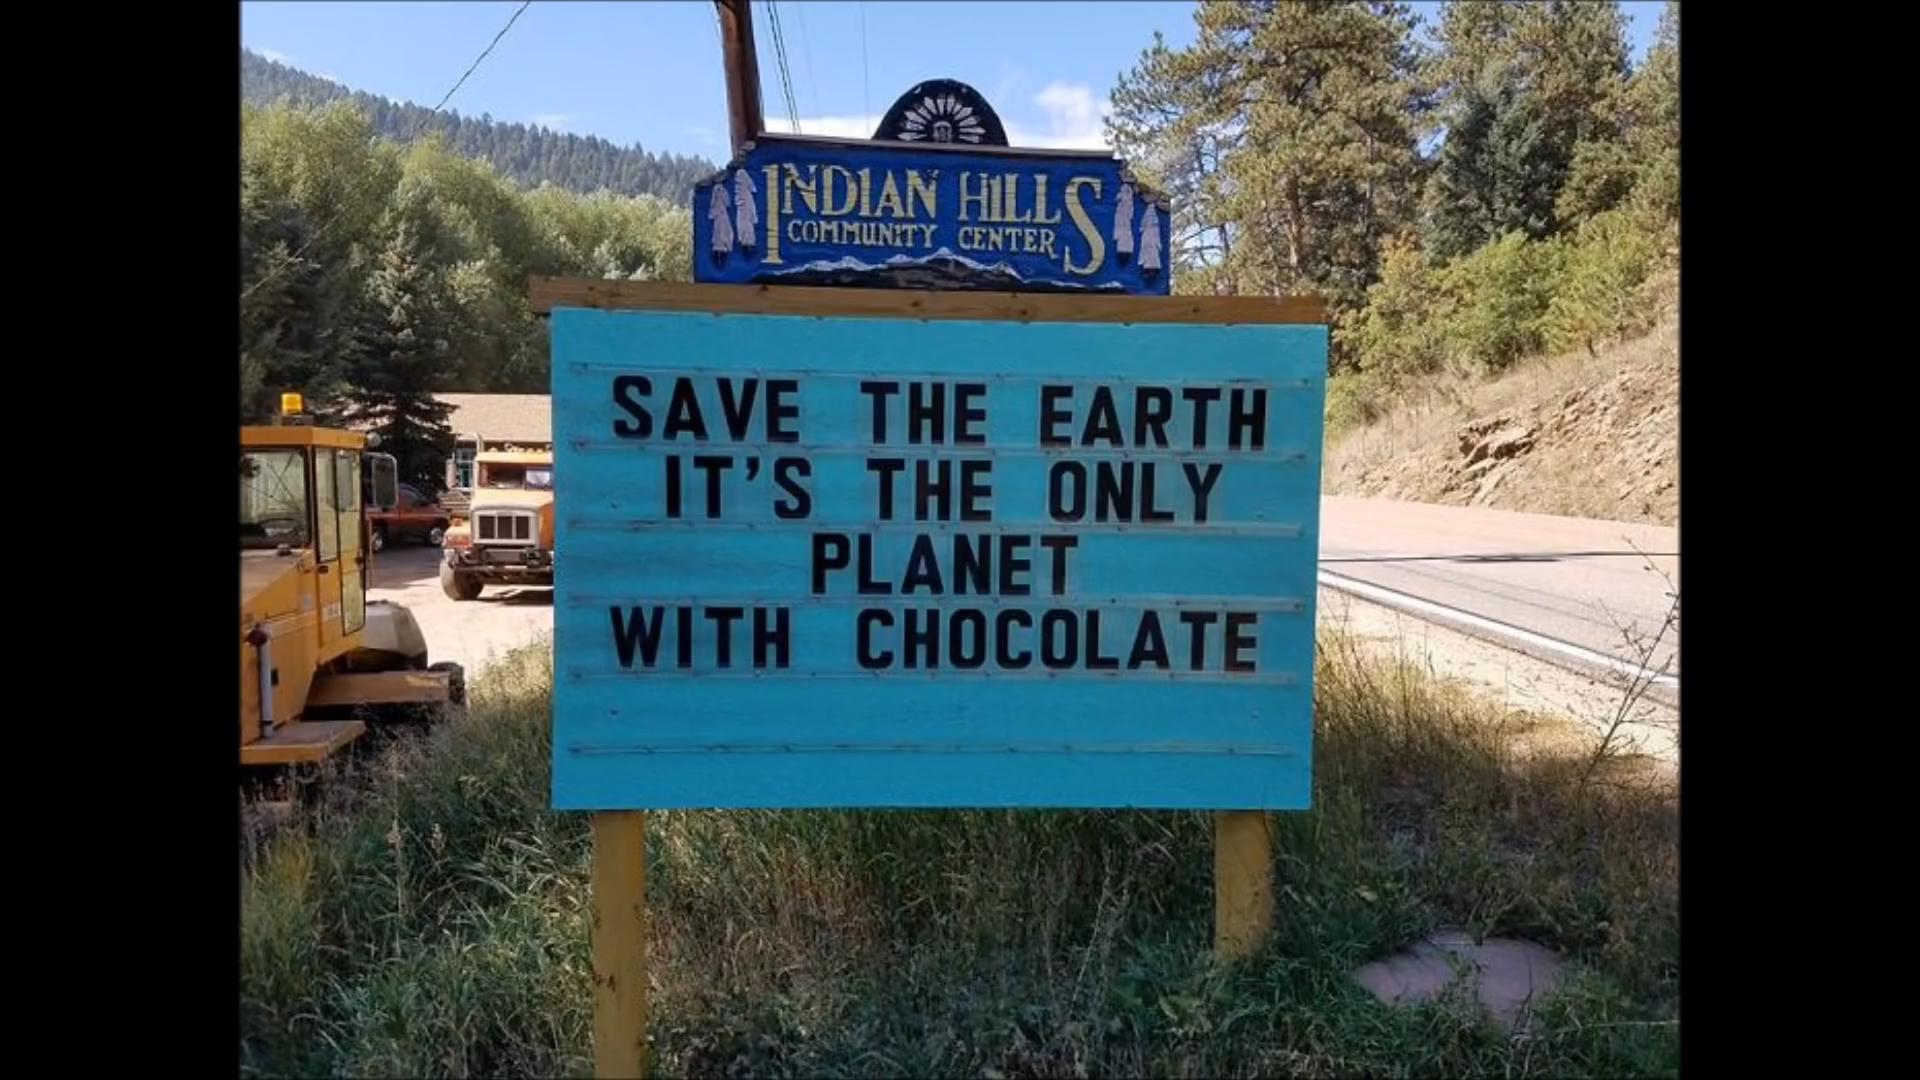 INDIAN HILLS
COMMUNITY CENTER
SAVE THE EARTH
IT'S THE ONLY
PLANET
WITH CHOCOLATE